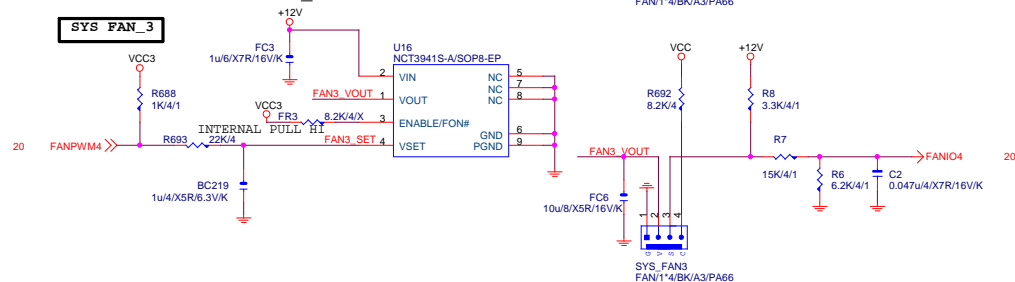 FAN/1*4/BK/A3/PA66
SYS FAN_3
+12V
FC3
1u/6/X7R/16V/K
U16
NCT3941S-A/SOP8-EP
VCC
+12V
VCC3
2
VIN
NC
5
NC
7
R688
1K/4/1
FAN3_VOUT
1
VOUT
NC
8
R692
8.2K/4
R8
3.3K/4/1
VCC3
FR3
8.2K/4/X
3
ENABLE/FON#
INTERNAL PULL HI
GND
6
20
FANPWM4
R693
22K/4
FAN3_SET
4
VSET
PGND
9
FAN3_VOUT
R7
FANIO4
20
15K/4/1
BC219
1u/4/X5R/6.3V/K
FC6
10u/8/X5R/16V/K
R6
6.2K/4/1
C2
0.047u/4/X7R/16V/K
1
2
3
4
G
V
S
C
SYS_FAN3
FAN/1*4/BK/A3/PA66